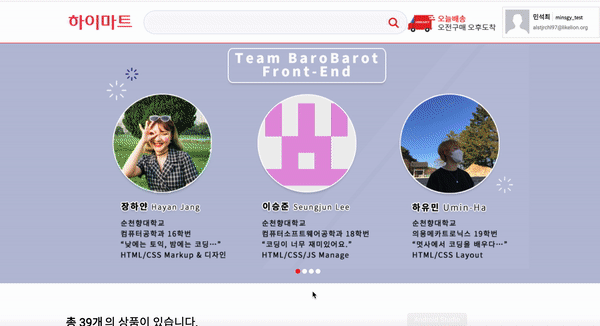 하이마트
오늘배송
오전구매 오후도착
민석최 minsgy_test
alstjrchl97@likelion.org
Team BaroBarot
Front-End
장하얀 Hayan Jang
순천향대학교
컴퓨터공학과 16학번
“낮에는 토익, 밤에는 코딩…”
HTML/CSS Markup & 디자인
이승준 Seungjun Lee
순천향대학교
컴퓨터소프트웨어공학과 18학번
“코딩이 너무 재미있어요.”
HTML/CSS/JS Manage
하유민 Umin-Ha
순천향대학교
의용메카트로닉스 19학번
“멋사에서 코딩을 배우다…”
HTML/CSS Layout
총 39개의 상품이 있습니다.